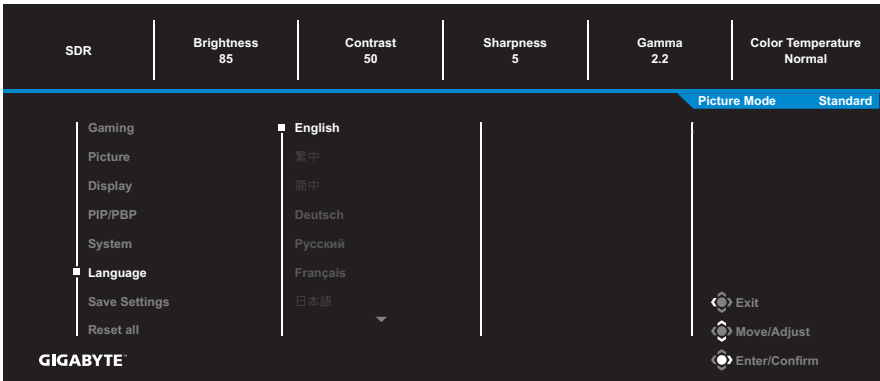 SDR
Brightness
85
Contrast
50
Sharpness
5
Gamma
2.2
Color Temperature
Normal
Picture Mode Standard
Gaming
Picture
Display
PIP/PBP
System
Language
Save Settings
Reset all
English
繁中
简中
Deutsch
Русский
Français
日本語
Exit
Move/Adjust
Enter/Confirm
GIGABYTE™